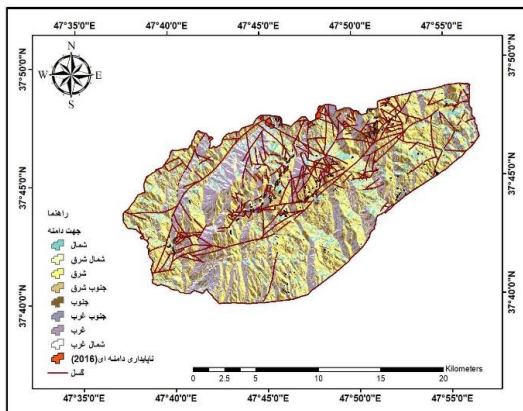 47°35'0"E 47°40'0"E 47°45'0"E 47°50'0"E 47°55'0"E
N
W E
S
37°50'0"N 37°50'0"N
37°45'0"N 37°45'0"N
37°40'0"N 37°40'0"N
راهنما
جهت دامنه
شمال
شمال شرق
شرق
جنوب شرق
جنوب
جنوب غرب
غرب
شمال غرب
ناپایداری دامنه ای(2016)
گسل
Kilometers
0 2.5 5 10 15 20
47°35'0"E 47°40'0"E 47°45'0"E 47°50'0"E 47°55'0"E